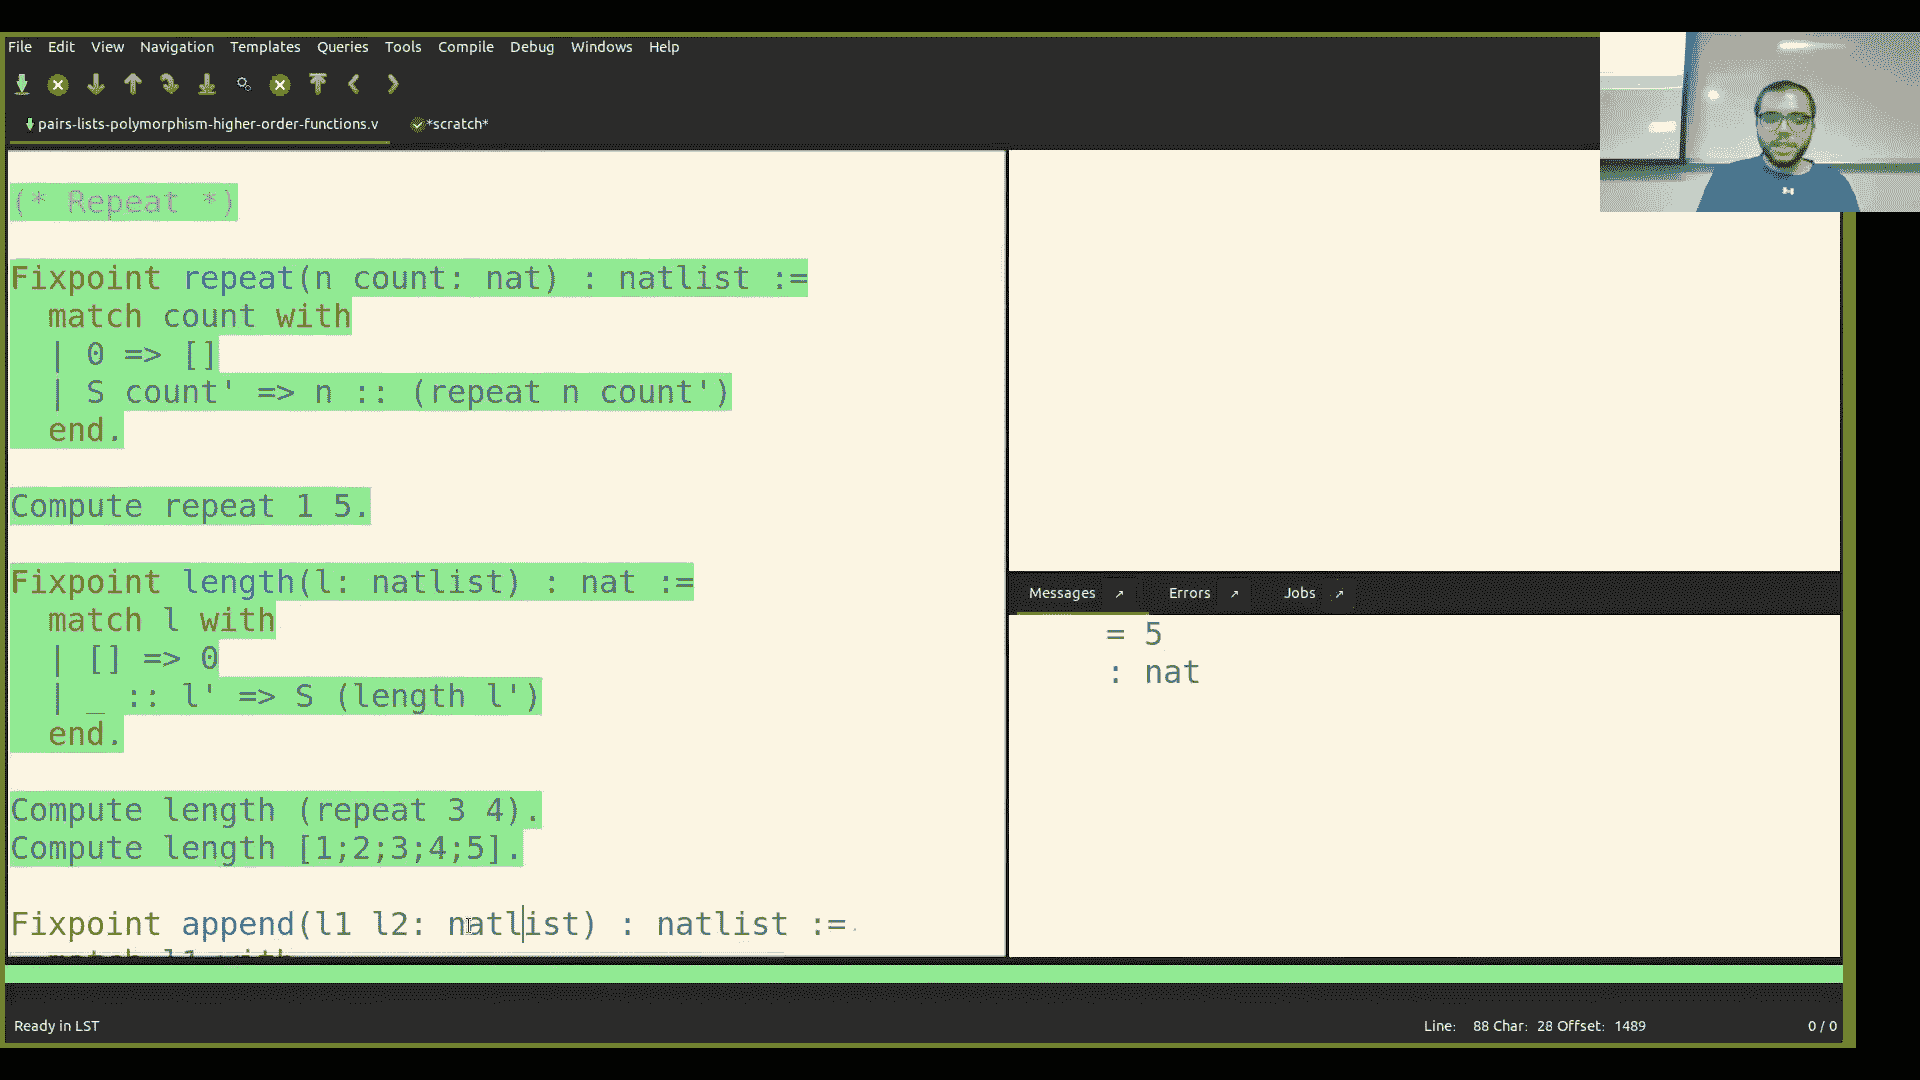 File Edit View Navigation Templates Queries Tools Compile Debug Windows Help
pairs-lists-polymorphism-higher-order-functions.v *scratch*
(* Repeat *)
Fixpoint repeat(n count: nat) : natlist :=
match count with
| 0 => []
| S count' => n :: (repeat n count')
end.
Compute repeat 1 5.
Fixpoint length(l: natlist) : nat :=
match l with
| [] => 0
| _ :: l' => S (length l')
end.
Compute length (repeat 3 4).
Compute length [1;2;3;4;5].
Fixpoint append(l1 l2: natlist) : natlist :=
match l1 with
Messages Errors Jobs
= 5
: nat
Ready in LST Line: 88 Char: 28 Offset: 1489 0 / 0